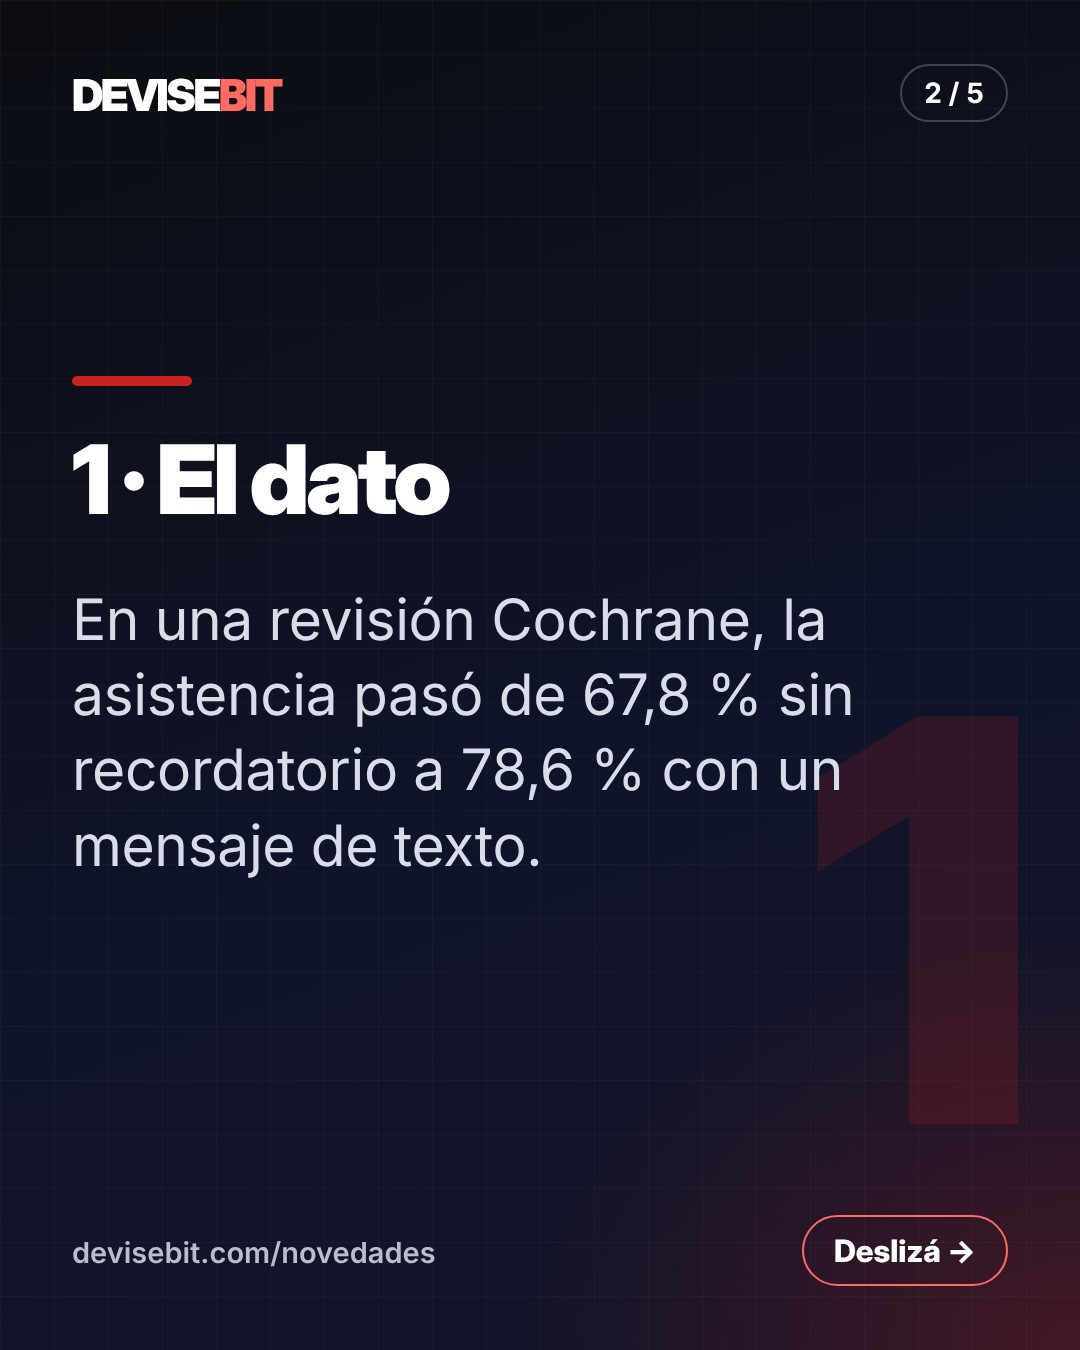 DEVISEBIT
2 / 5
1 · El dato
En una revisión Cochrane, la
asistencia pasó de 67,8 % sin
recordatorio a 78,6 % con un
mensaje de texto.
1
devisebit.com/novedades
Deslizá →